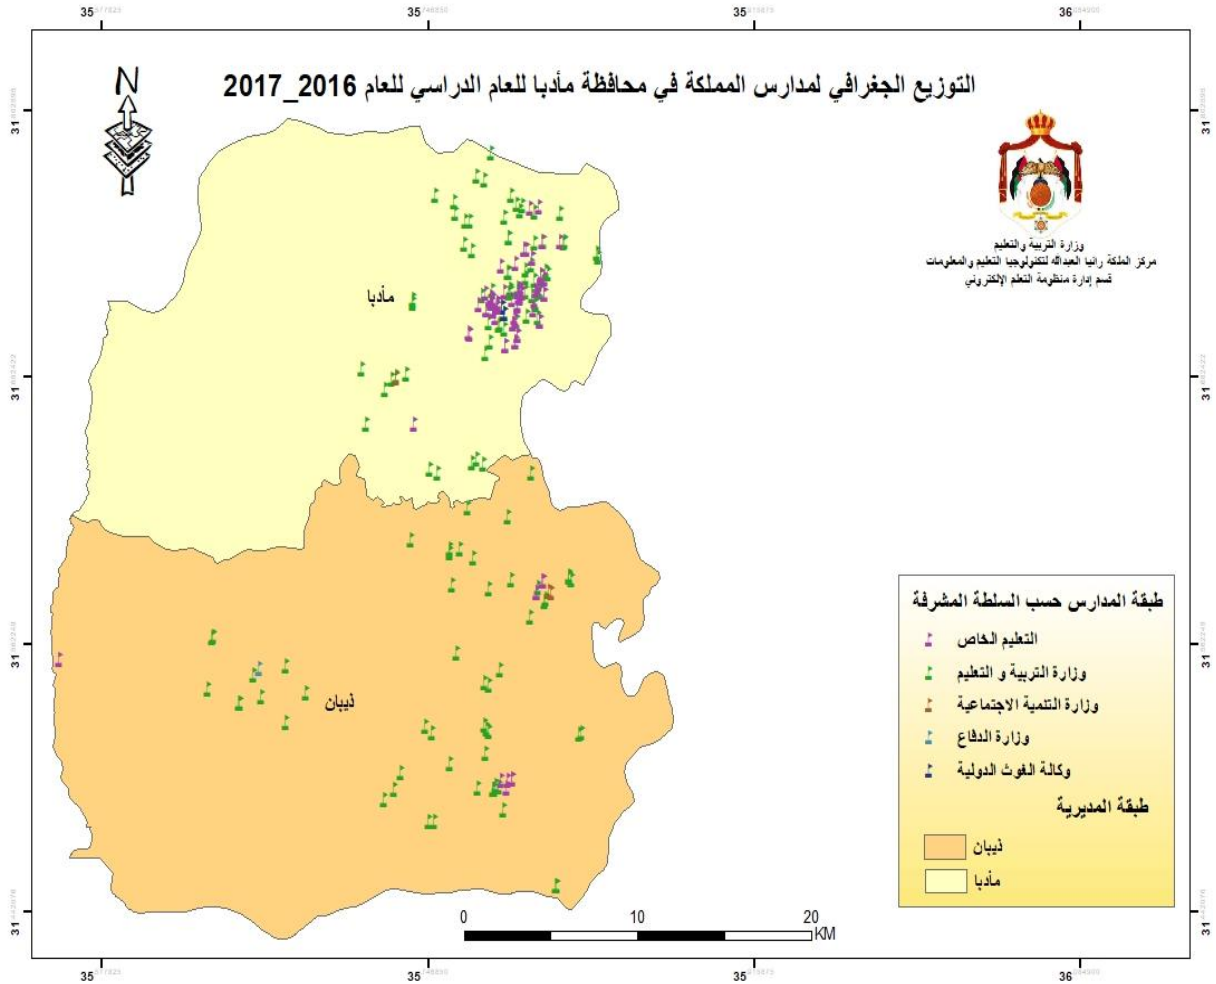 35 35 35 36
التوزيع الجغرافي لمدارس المملكة في محافظة مأدبا للعام الدراسي للعام 2016_2017
N
31 31
وزارة التربية والتعليم
مركز الملكة رانيا العبدالله لتكنولوجيا التعليم والمعلومات
قسم إدارة منظومة التعلم الإلكتروني
مأدبا
31 31
طبقة المدارس حسب السلطة المشرفة
التعليم الخاص
وزارة التربية و التعليم
وزارة التنمية الاجتماعية
وزارة الدفاع
وكالة الغوث الدولية
طبقة المديرية
ذيبان
مأدبا
31 31
ذيبان
31 31
0 10 20
KM
35 35 35 36